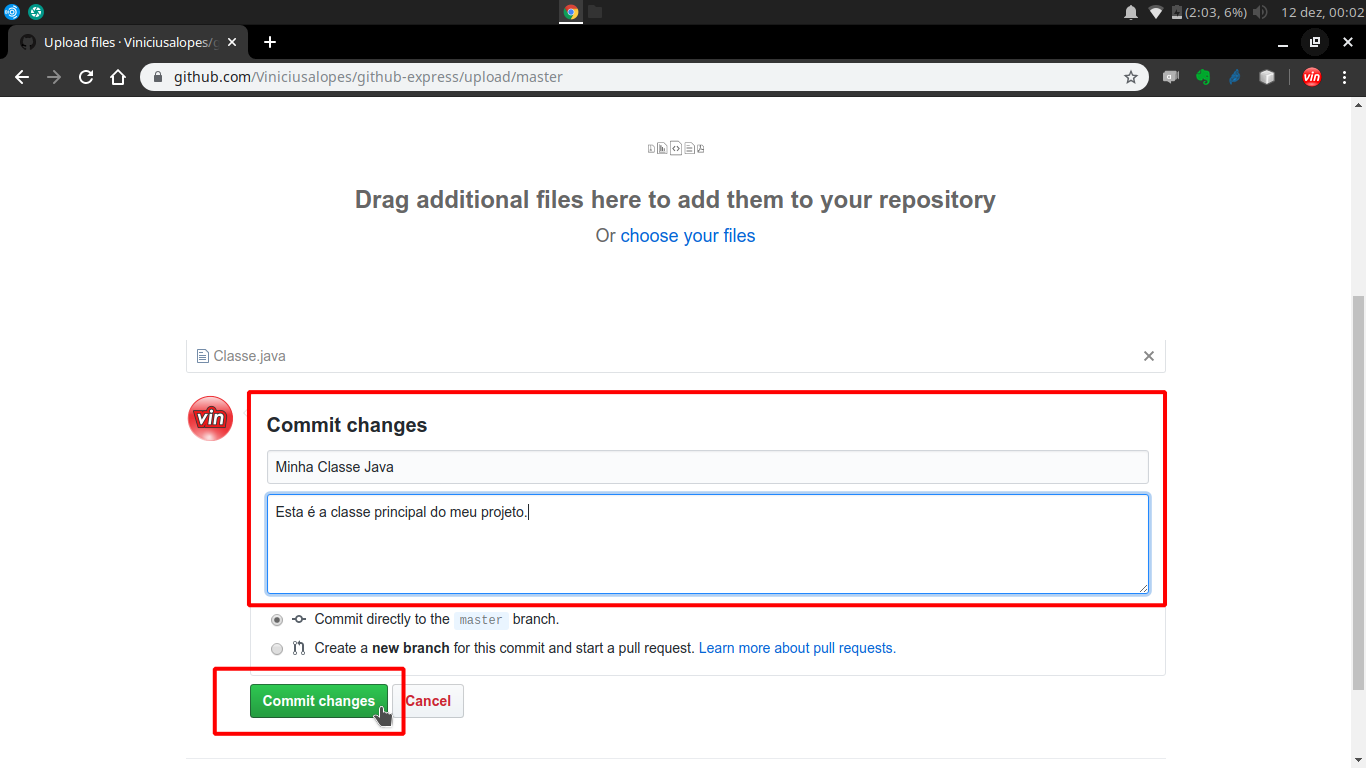 (2:03, 6%) 12 dez, 00:02
Upload files · Viniciusalopes/g
github.com/Viniciusalopes/github-express/upload/master
vin
Drag additional files here to add them to your repository
Or choose your files
Classe.java
vin
Commit changes
Minha Classe Java
Esta é a classe principal do meu projeto.
Commit directly to the master branch.
Create a new branch for this commit and start a pull request. Learn more about pull requests.
Commit changes Cancel